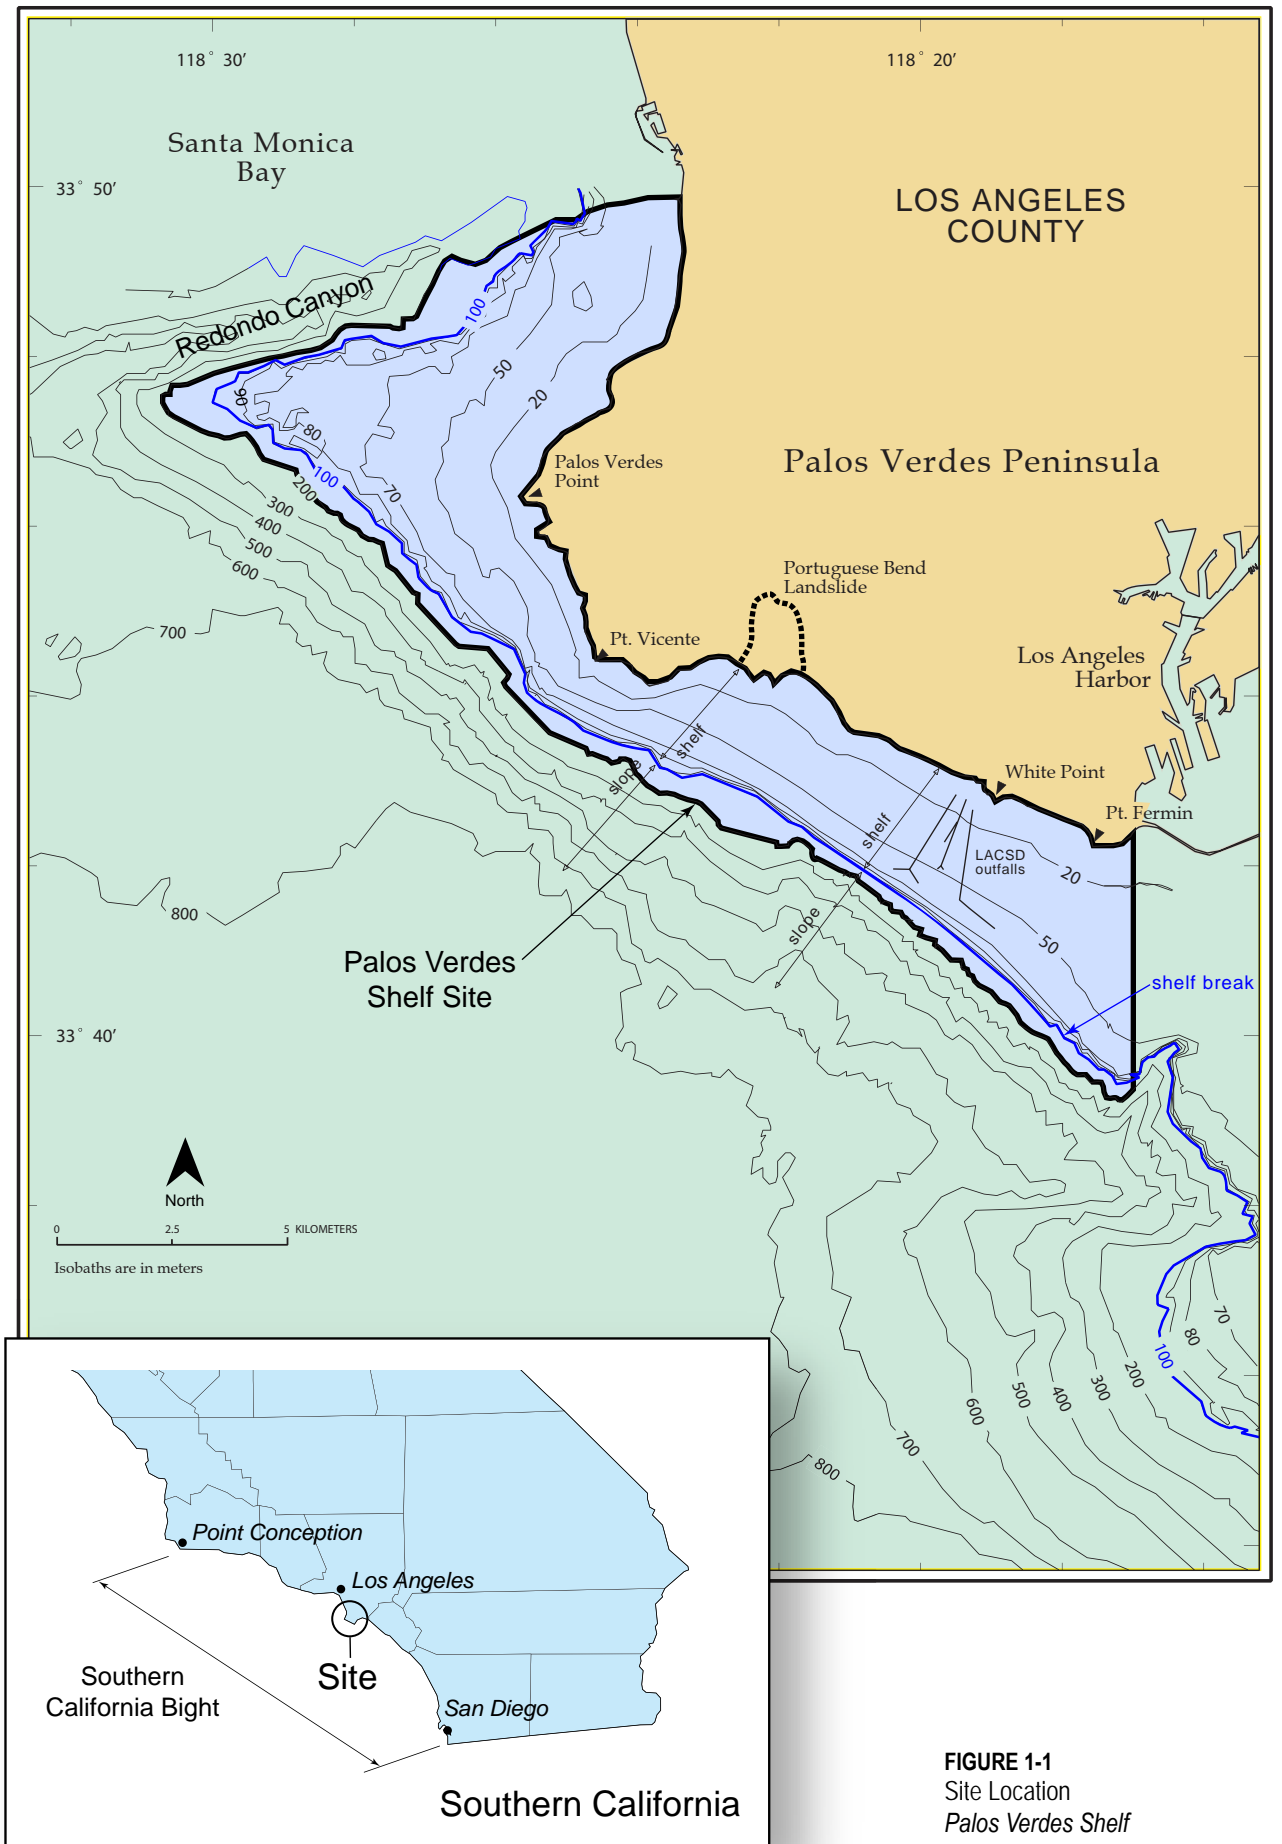 118° 30′
118° 20′
Santa Monica
Bay
33° 50′
LOS ANGELES
COUNTY
Redondo Canyon
100
50
20
90
80
70
100
200
300
400
500
600
700
800
Palos Verdes
Point
Palos Verdes Peninsula
Portuguese Bend
Landslide
Pt. Vicente
Los Angeles
Harbor
shelf
slope
White Point
Pt. Fermin
shelf
slope
LACSD
outfalls
20
50
Palos Verdes
Shelf Site
shelf break
33° 40′
North
0 2.5 5 KILOMETERS
Isobaths are in meters
70
80
100
200
300
400
500
600
700
800
Point Conception
Los Angeles
Site
Southern
California Bight
San Diego
Southern California
FIGURE 1-1
Site Location
Palos Verdes Shelf